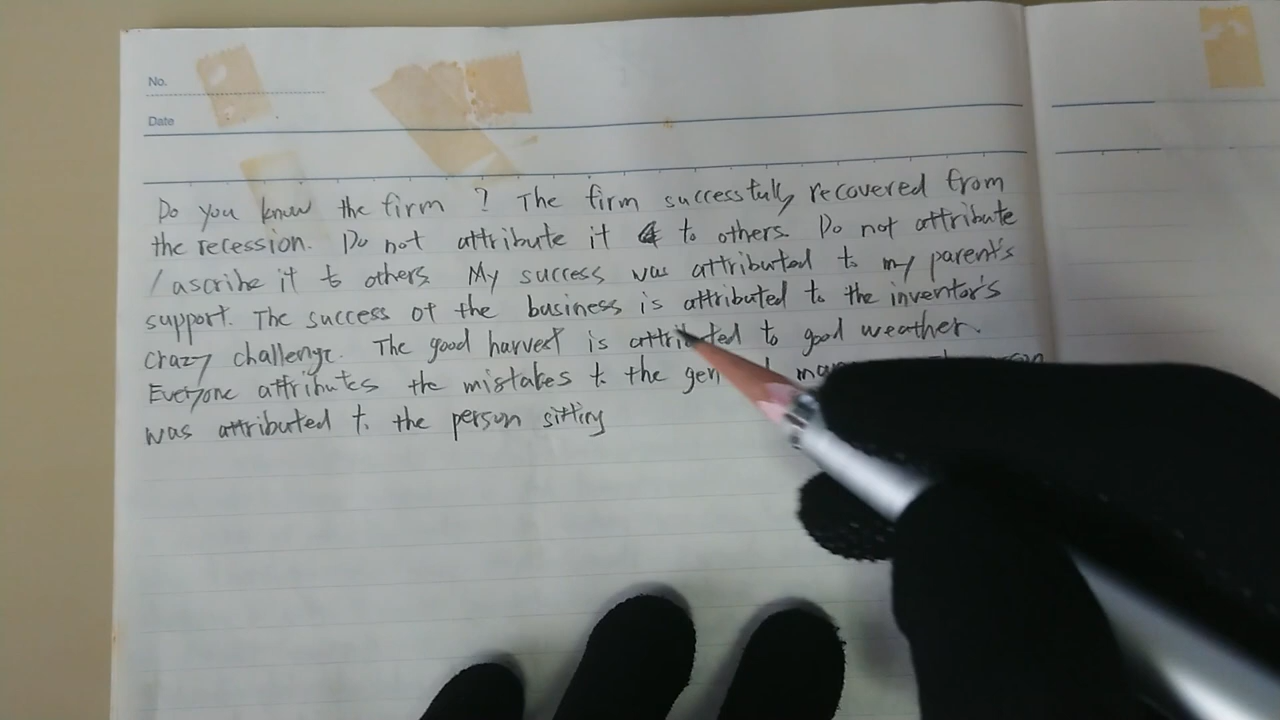 No.
Date
Do you know the firm ? The firm successfully recovered from
the recession. Do not attribute it to others. Do not attribute
/ ascribe it to others. My success was attributed to my parent's
support. The success of the business is attributed to the inventor's
crazy challenge. The good harvest is attributed to good weather.
Everyone attributes the mistakes to the
was attributed to the person sitting